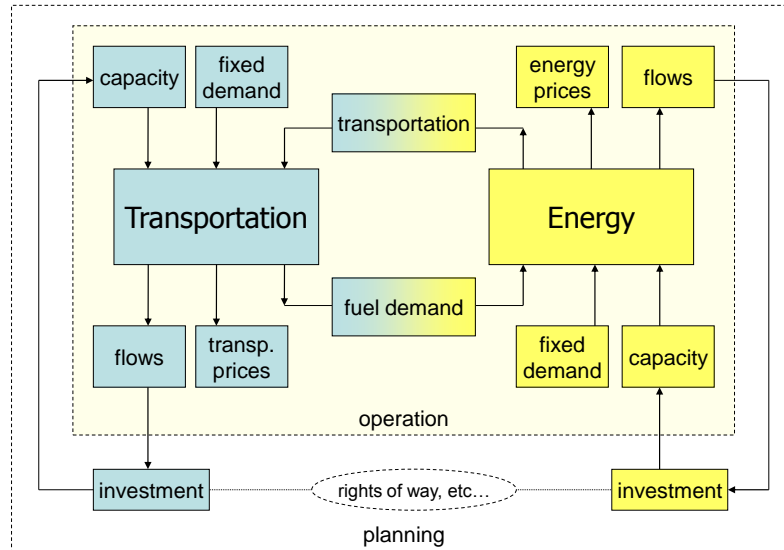 capacity
fixed
demand
energy
prices
flows
transportation
Transportation
Energy
fuel demand
flows
transp.
prices
fixed
demand
capacity
operation
investment
rights of way, etc…
investment
planning